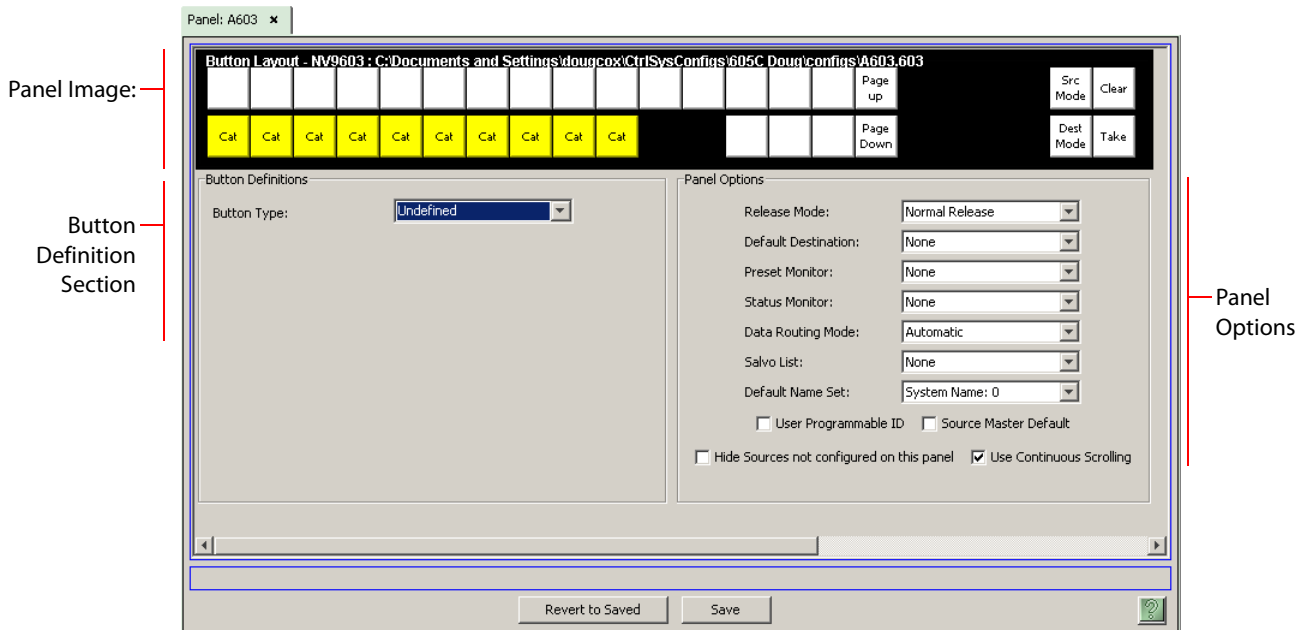 Panel: A603 ×
Panel Image:
Button Layout - NV9603 : C:\Documents and Settings\dougcox\CtrlSysConfigs\605C Doug\configs\A603.603
Page up
Src Mode
Clear
Cat Cat Cat Cat Cat Cat Cat Cat Cat Cat
Page Down
Dest Mode
Take
Button Definition Section
Button Definitions
Button Type: Undefined
Panel Options
Release Mode: Normal Release
Default Destination: None
Preset Monitor: None
Status Monitor: None
Data Routing Mode: Automatic
Salvo List: None
Default Name Set: System Name: 0
User Programmable ID
Source Master Default
Hide Sources not configured on this panel
Use Continuous Scrolling
Panel Options
Revert to Saved
Save
?